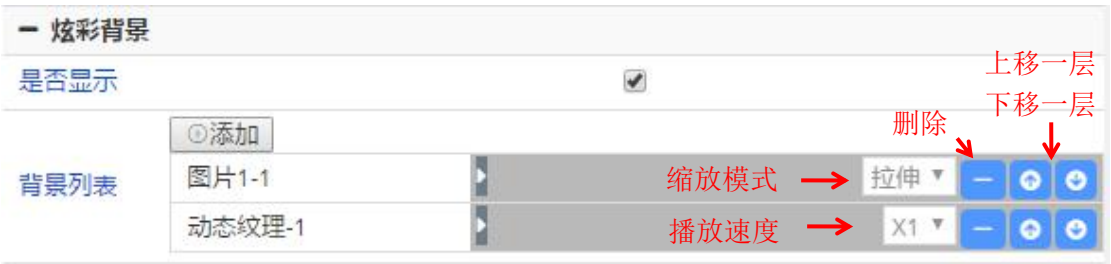 炫彩背景
是否显示
上移一层
下移一层
删除
添加
背景列表
图片1-1
缩放模式
拉伸
动态纹理-1
播放速度
X1